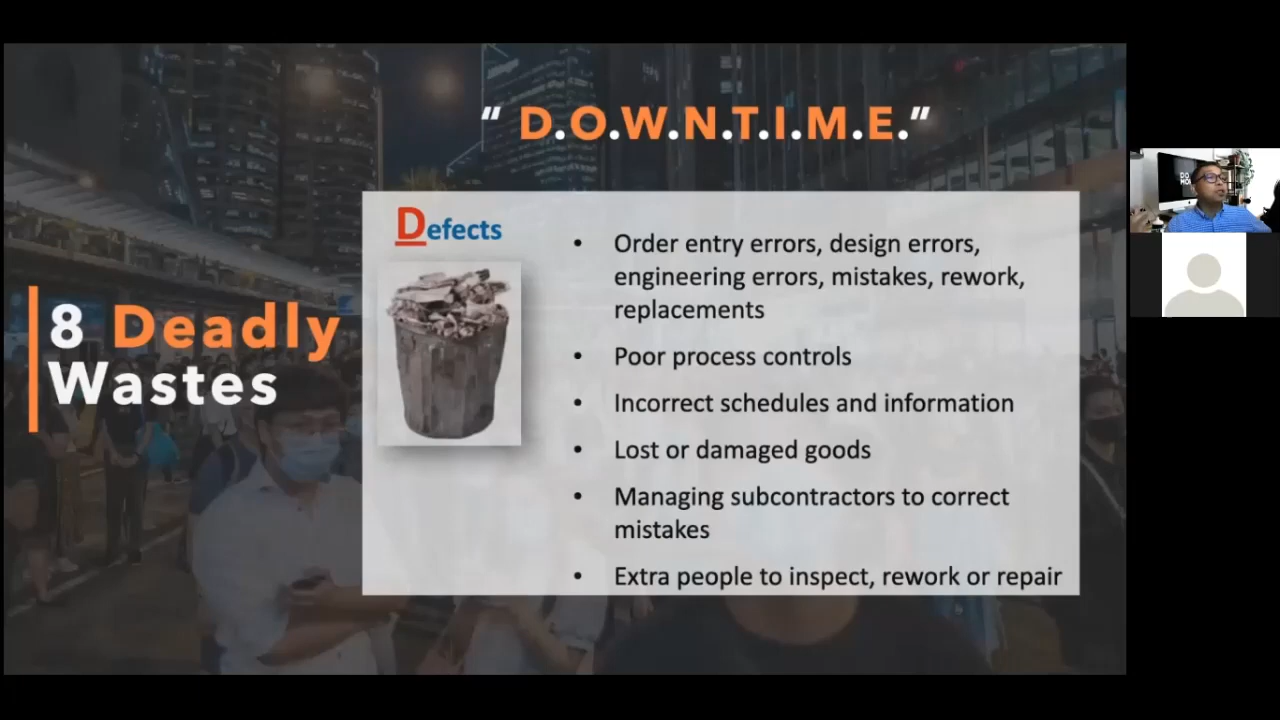 “ D.O.W.N.T.I.M.E.”
8 Deadly
Wastes
Defects
• Order entry errors, design errors,
engineering errors, mistakes, rework,
replacements
• Poor process controls
• Incorrect schedules and information
• Lost or damaged goods
• Managing subcontractors to correct
mistakes
• Extra people to inspect, rework or repair